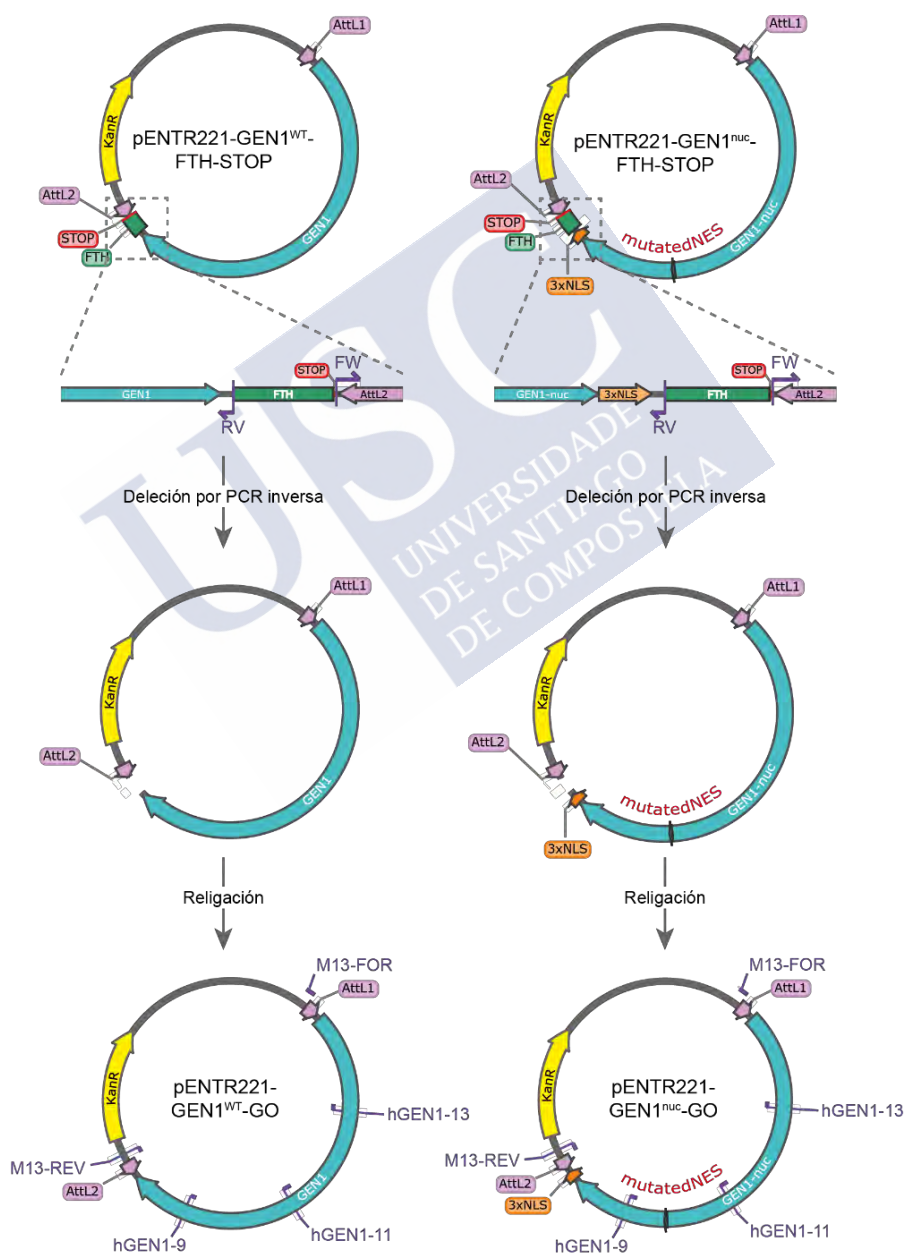 AttL1
KanR
pENTR221-GEN1WT-
FTH-STOP
AttL2
STOP
FTH
GEN1
AttL1
KanR
pENTR221-GEN1nuc-
FTH-STOP
AttL2
STOP
FTH
mutatedNES
GEN1-nuc
3xNLS
GEN1
FTH
STOP
FW
AttL2
RV
GEN1-nuc
3xNLS
FTH
STOP
FW
AttL2
RV
USC
UNIVERSIDADE
DE SANTIAGO
DE COMPOSTELA
Deleción por PCR inversa
Deleción por PCR inversa
AttL1
KanR
AttL2
GEN1
AttL1
KanR
AttL2
mutatedNES
GEN1-nuc
3xNLS
Religación
Religación
M13-FOR
AttL1
KanR
pENTR221-
GEN1WT-GO
hGEN1-13
M13-REV
AttL2
GEN1
hGEN1-9
hGEN1-11
M13-FOR
AttL1
KanR
pENTR221-
GEN1nuc-GO
hGEN1-13
M13-REV
AttL2
3xNLS
mutatedNES
GEN1-nuc
hGEN1-9
hGEN1-11